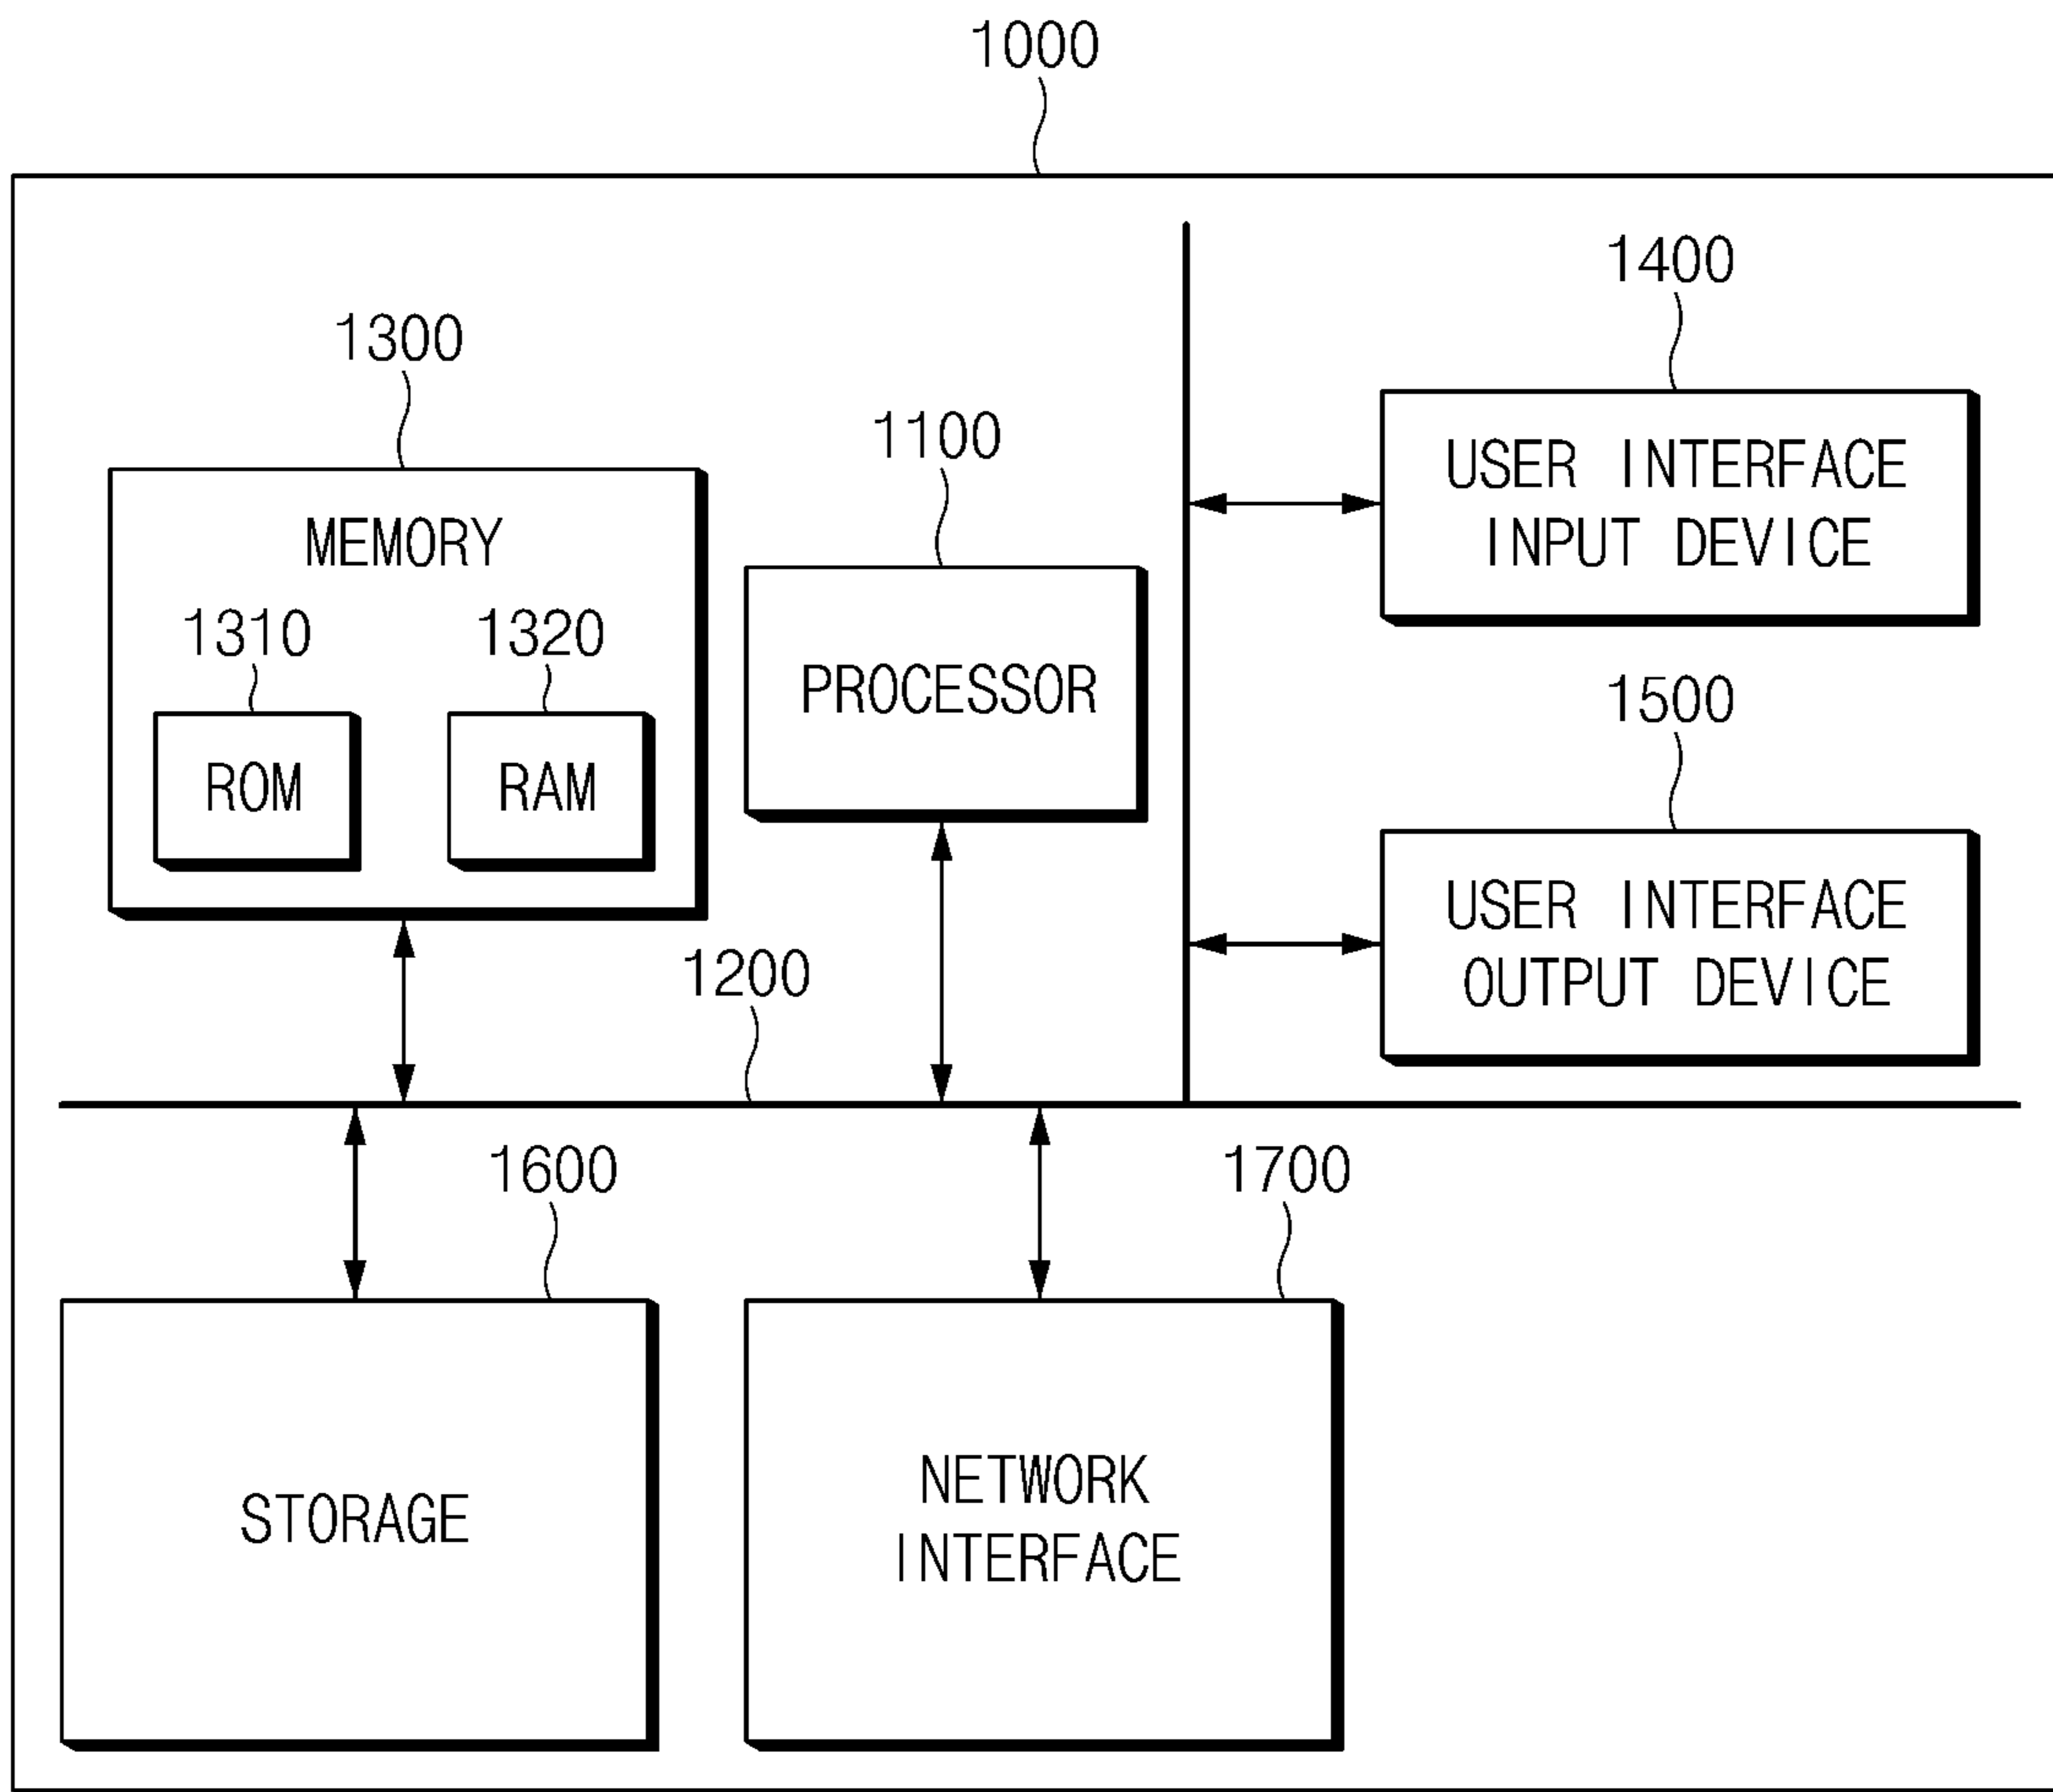 1000
1300
MEMORY
1310
1320
ROM
RAM
1100
PROCESSOR
1400
USER INTERFACE
INPUT DEVICE
1500
USER INTERFACE
OUTPUT DEVICE
1200
1600
STORAGE
1700
NETWORK
INTERFACE